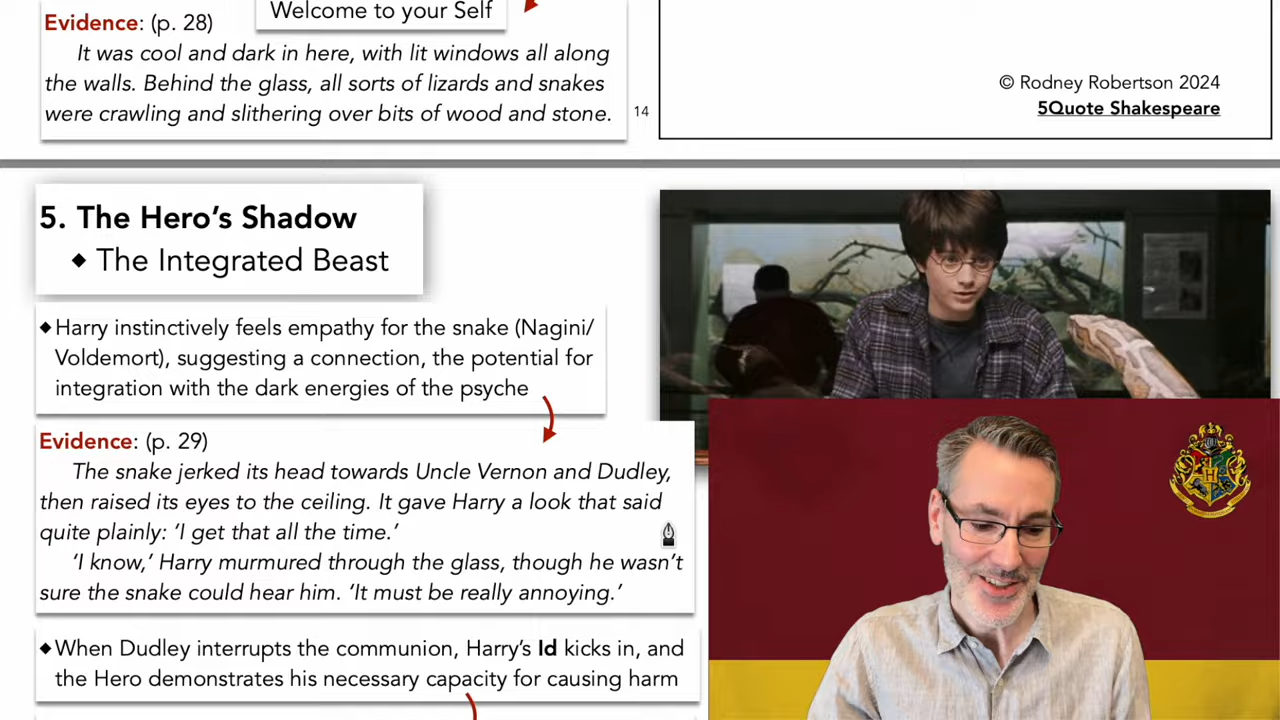 Welcome to your Self
Evidence: (p. 28)
It was cool and dark in here, with lit windows all along
the walls. Behind the glass, all sorts of lizards and snakes
were crawling and slithering over bits of wood and stone.
14
© Rodney Robertson 2024
5Quote Shakespeare
5. The Hero’s Shadow
◆ The Integrated Beast
◆Harry instinctively feels empathy for the snake (Nagini/
Voldemort), suggesting a connection, the potential for
integration with the dark energies of the psyche
Evidence: (p. 29)
The snake jerked its head towards Uncle Vernon and Dudley,
then raised its eyes to the ceiling. It gave Harry a look that said
quite plainly: ‘I get that all the time.’
‘I know,’ Harry murmured through the glass, though he wasn’t
sure the snake could hear him. ‘It must be really annoying.’
◆When Dudley interrupts the communion, Harry’s Id kicks in, and
the Hero demonstrates his necessary capacity for causing harm